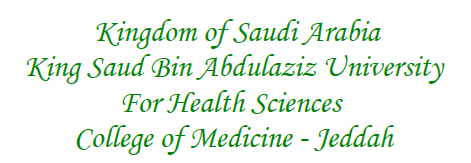 Kingdom of Saudi Arabia
King Saud Bin Abdulaziz University
For Health Sciences
College of Medicine - Jeddah